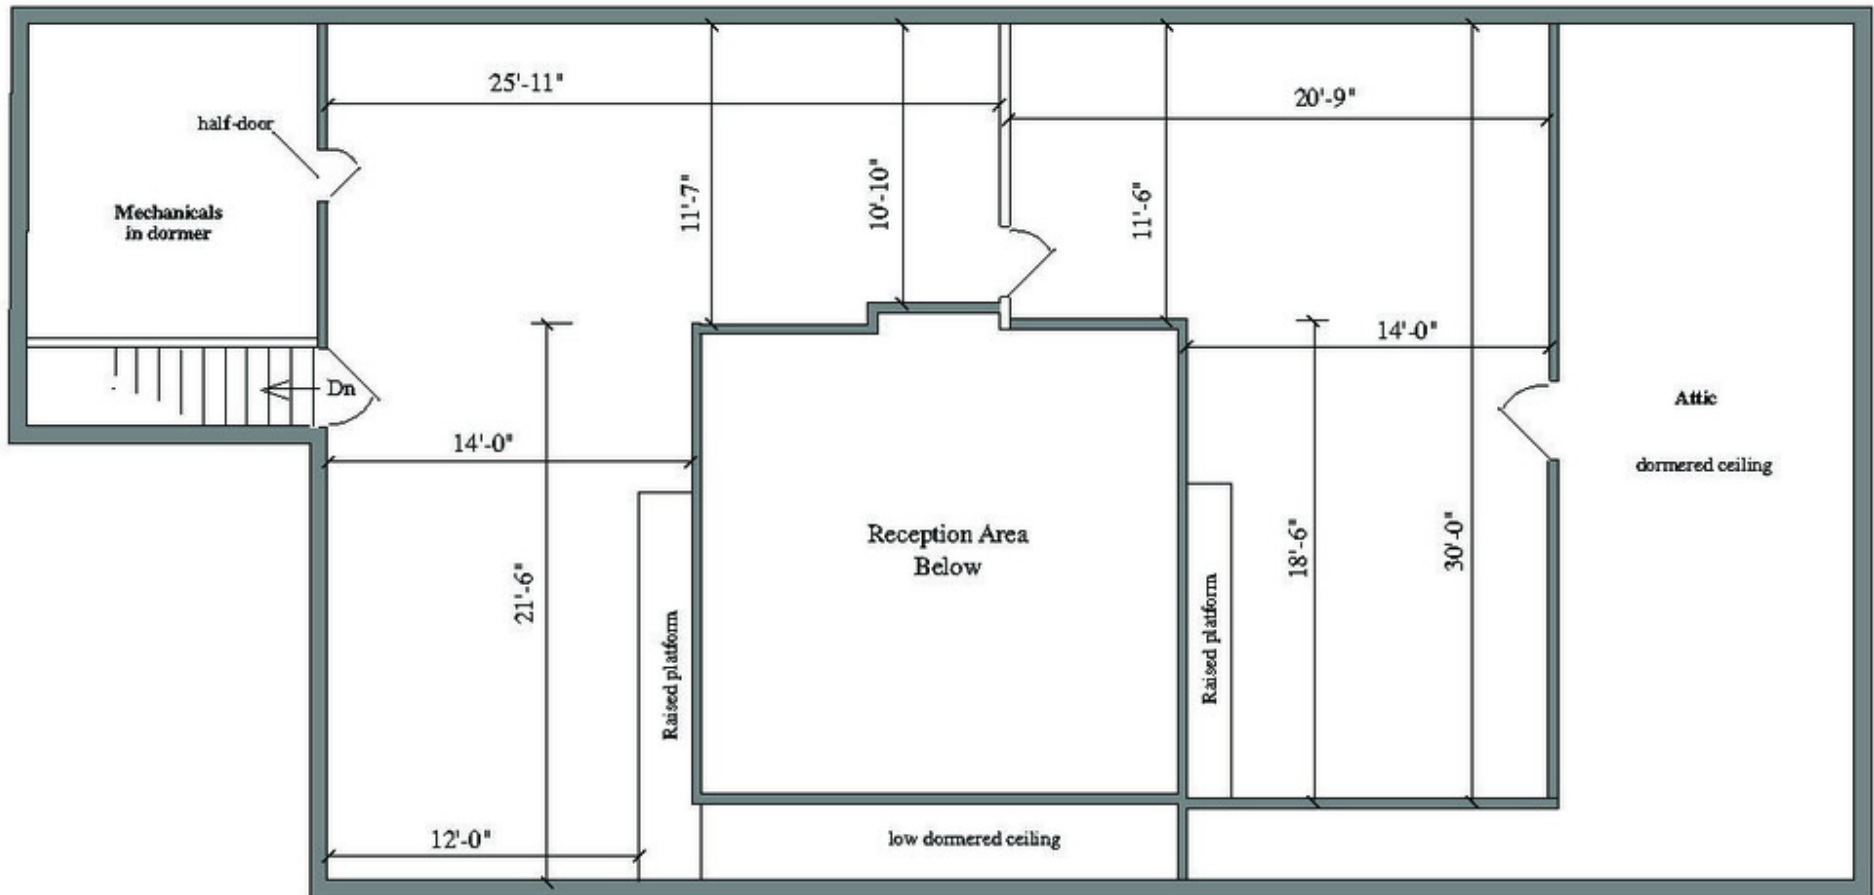 25'-11"
20'-9"
half-door
11'-7"
10'-10"
11'-6"
Mechanicals
in dormer
14'-0"
Dn
Attic
14'-0"
dormered ceiling
Reception Area
Below
18'-6"
30'-0"
21'-6"
Raised platform
Raised platform
12'-0"
low dormered ceiling